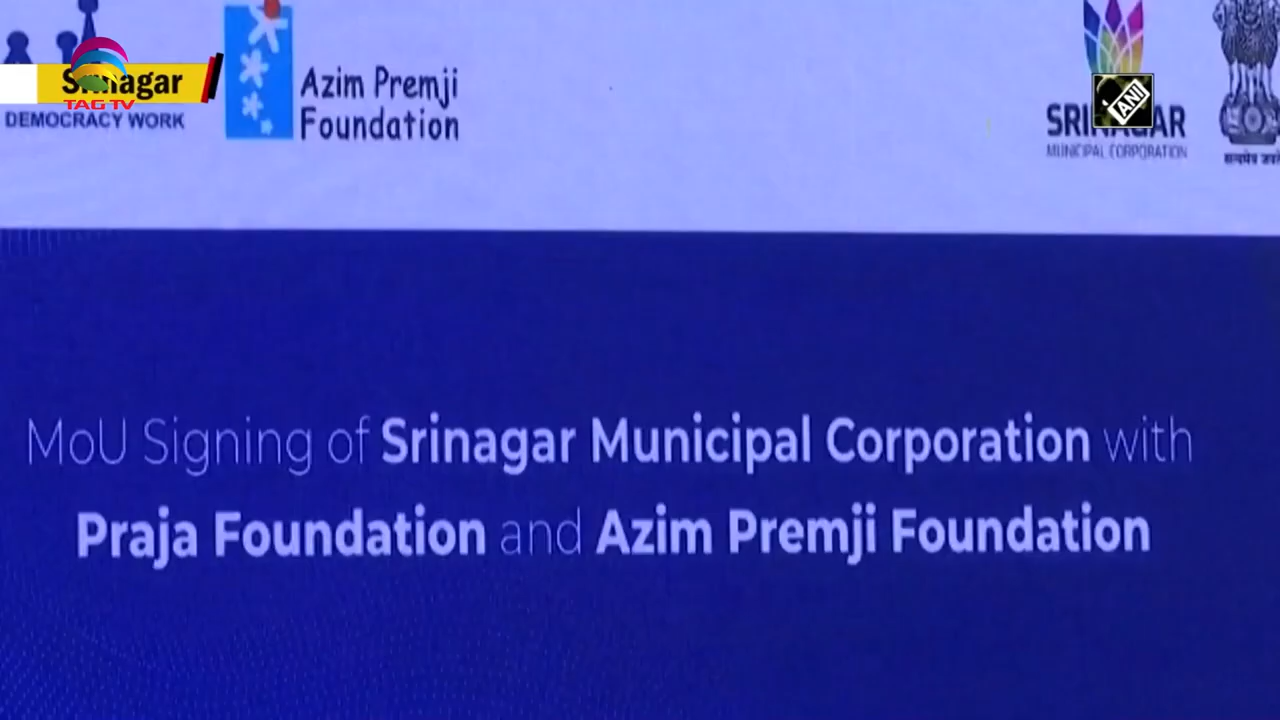 Srinagar
TAG TV
DEMOCRACY WORK
Azim Premji
Foundation
ANI
SRINAGAR
MUNICIPAL CORPORATION
MoU Signing of Srinagar Municipal Corporation with
Praja Foundation and Azim Premji Foundation